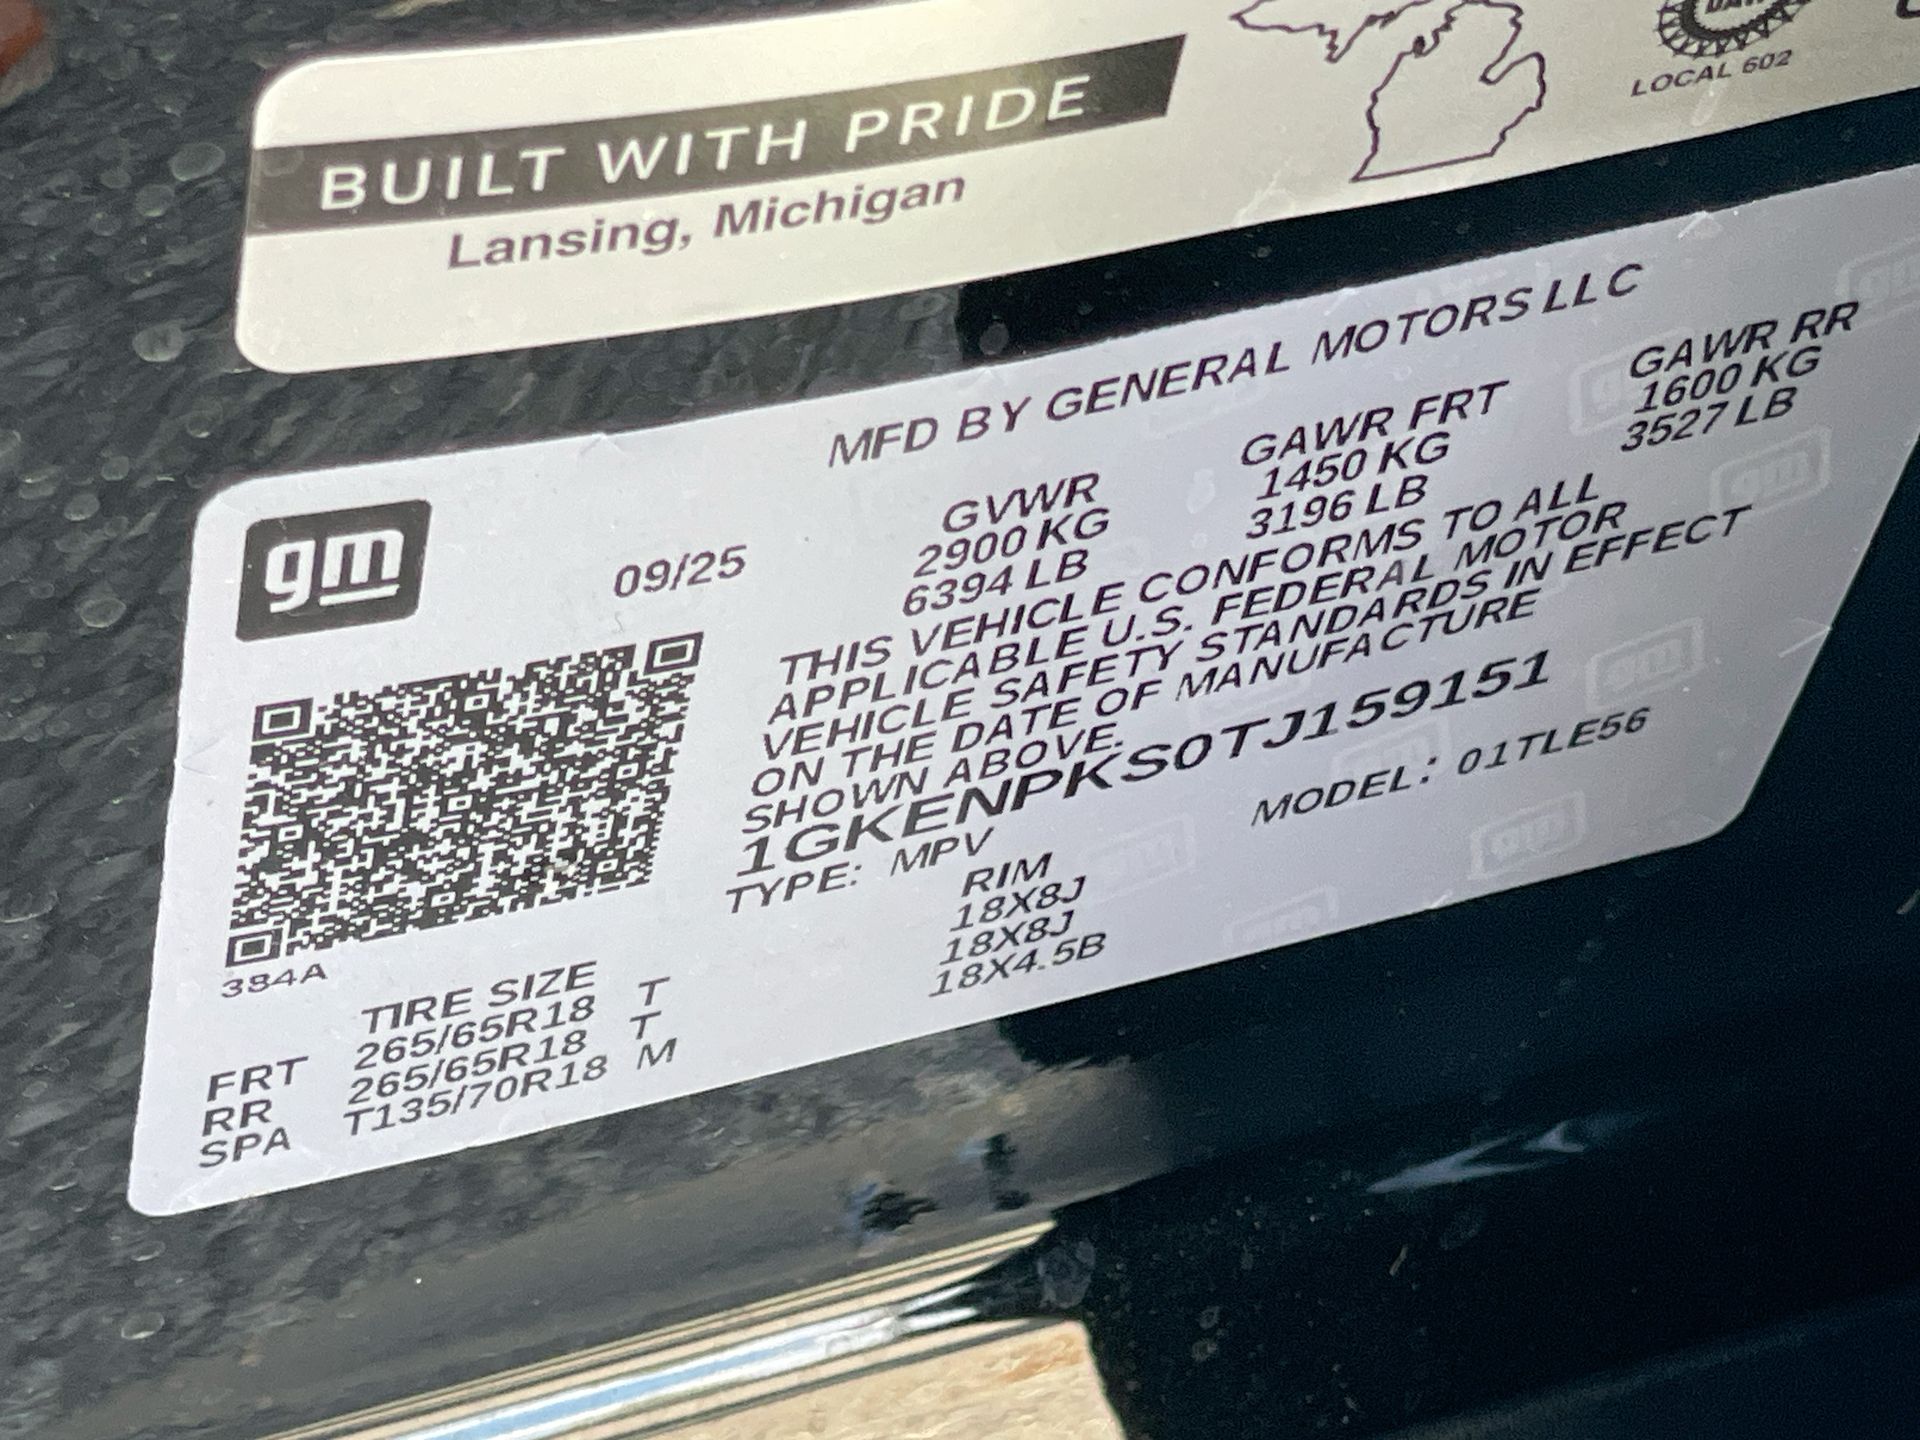 BUILT WITH PRIDE
Lansing, Michigan
LOCAL 602
MFD BY GENERAL MOTORS LLC
gm
09/25
GVWR GAWR FRT GAWR RR
2900 KG 1450 KG 1600 KG
6394 LB 3196 LB 3527 LB
THIS VEHICLE CONFORMS TO ALL
APPLICABLE U.S. FEDERAL MOTOR
VEHICLE SAFETY STANDARDS IN EFFECT
ON THE DATE OF MANUFACTURE
SHOWN ABOVE.
1GKENPKS0TJ159151
TYPE: MPV MODEL: 01TLE56
384A
TIRE SIZE RIM
FRT 265/65R18 T 18X8J
RR 265/65R18 T 18X8J
SPA T135/70R18 M 18X4.5B